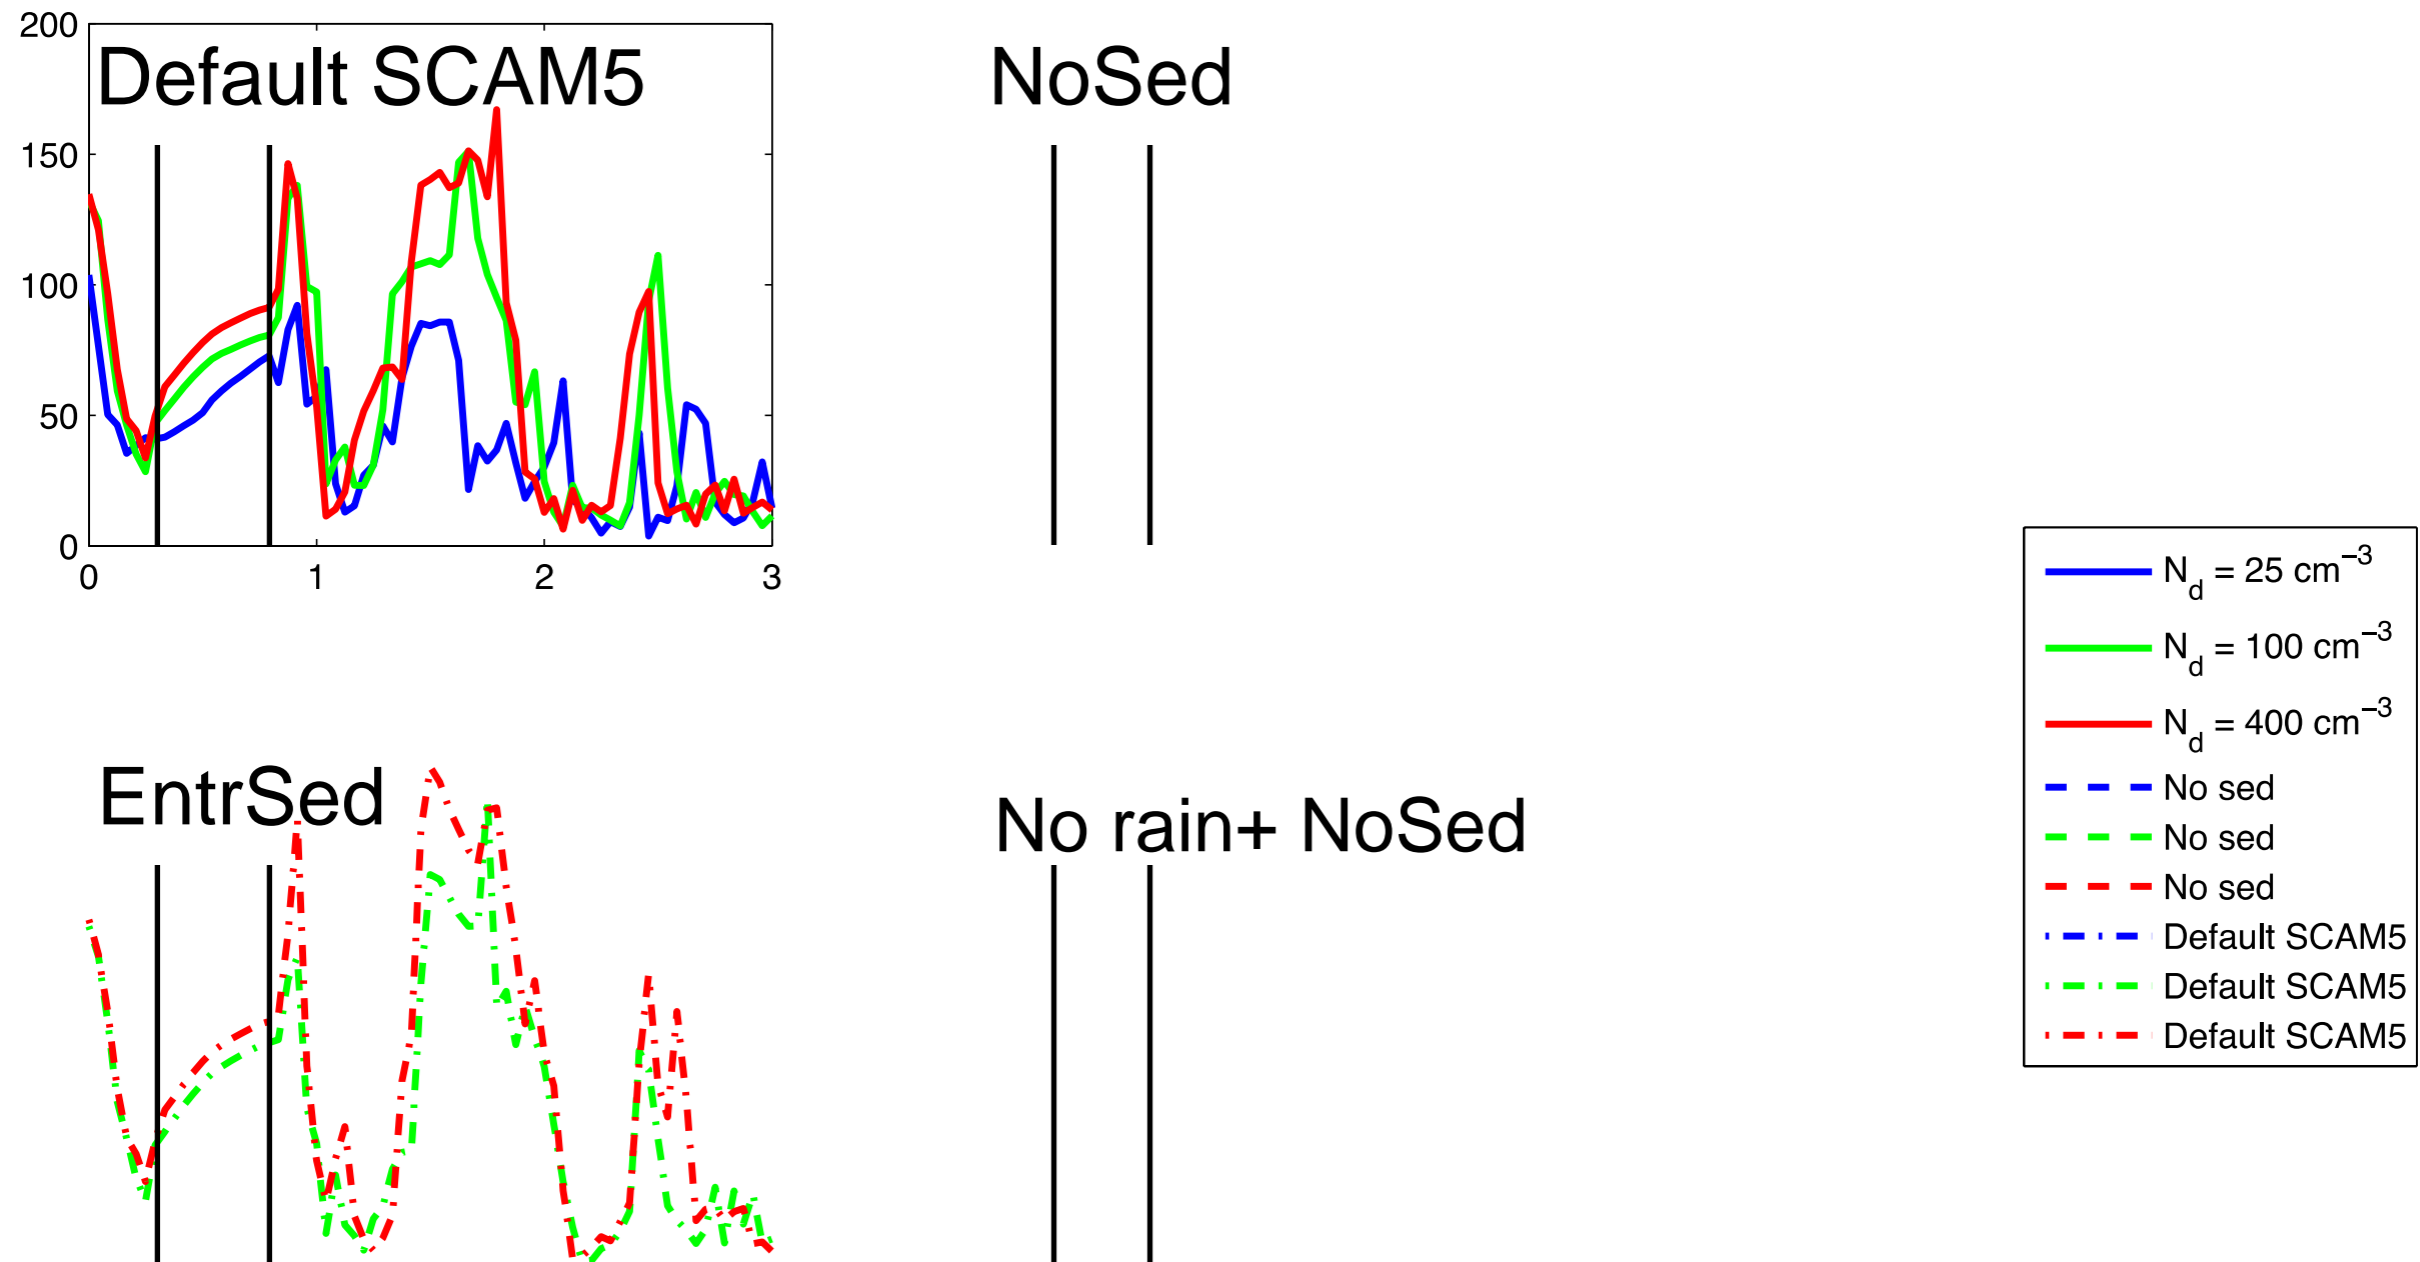 Default SCAM5
NoSed
200
150
100
50
0
0 1 2 3
N_d = 25 cm^−3
N_d = 100 cm^−3
N_d = 400 cm^−3
No sed
No sed
No sed
Default SCAM5
Default SCAM5
Default SCAM5
EntrSed
No rain+ NoSed